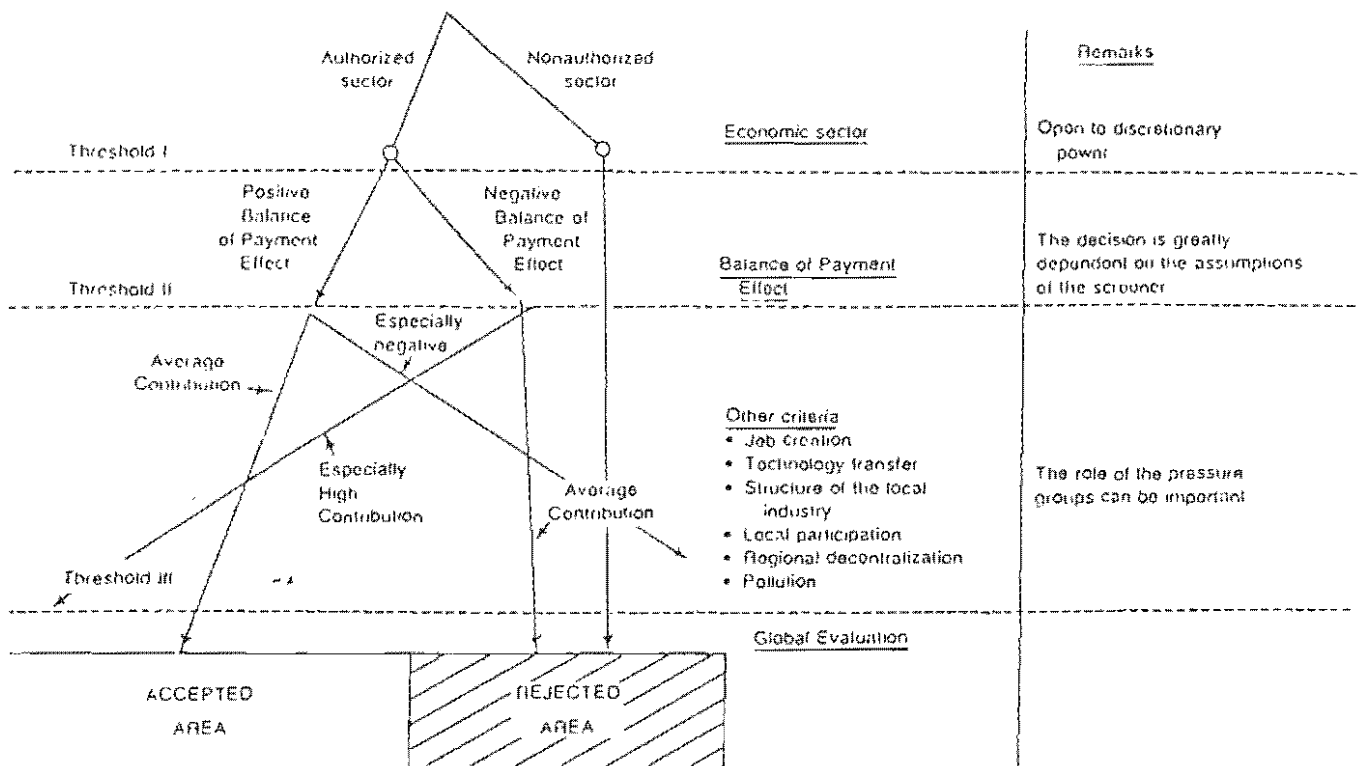 Authorized
sector
Nonauthorized
sector
Remarks
Threshold I
Economic sector
Open to discretionary
power
Positive
Balance
of Payment
Effect
Negative
Balance of
Payment
Effect
Threshold II
Balance of Payment
Effect
The decision is greatly
dependent on the assumptions
of the screener
Especially
negative
Average
Contribution
Especially
High
Contribution
Average
Contribution
Other criteria
• Job creation
• Technology transfer
• Structure of the local
industry
• Local participation
• Regional decentralization
• Pollution
The role of the pressure
groups can be important
Threshold III
Global Evaluation
ACCEPTED
AREA
REJECTED
AREA